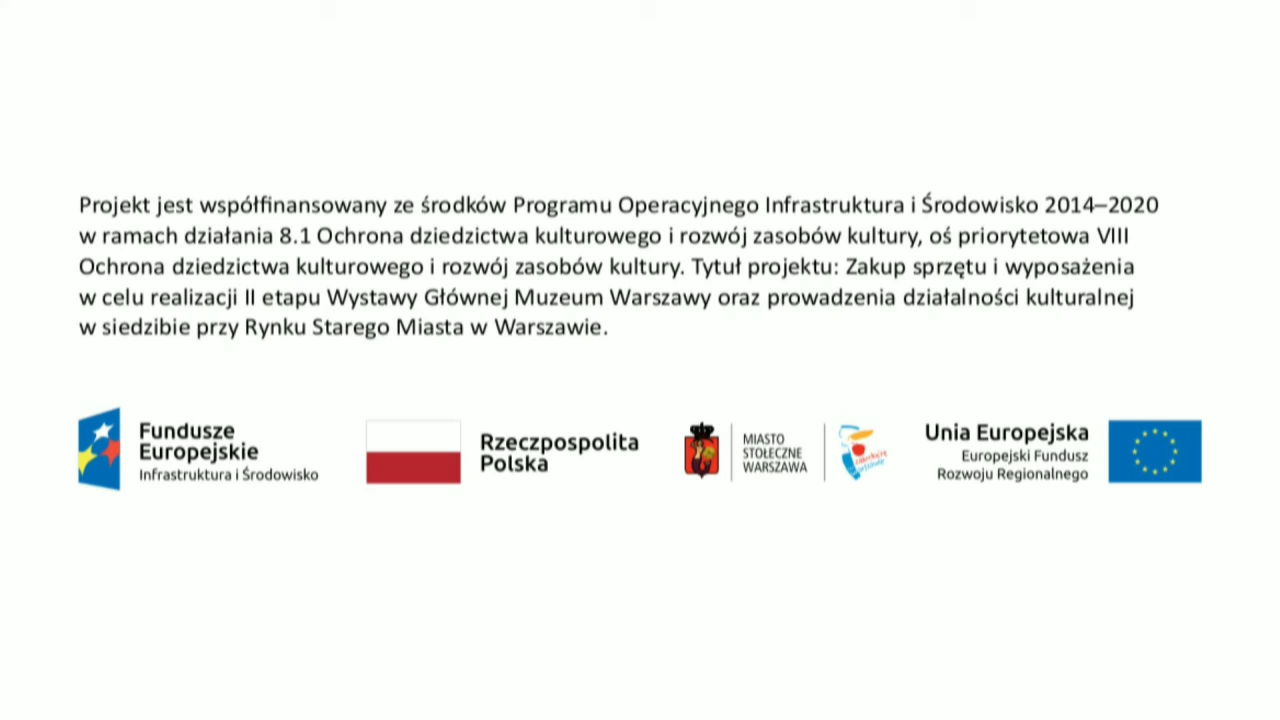 Projekt jest współfinansowany ze środków Programu Operacyjnego Infrastruktura i Środowisko 2014–2020
w ramach działania 8.1 Ochrona dziedzictwa kulturowego i rozwój zasobów kultury, oś priorytetowa VIII
Ochrona dziedzictwa kulturowego i rozwój zasobów kultury. Tytuł projektu: Zakup sprzętu i wyposażenia
w celu realizacji II etapu Wystawy Głównej Muzeum Warszawy oraz prowadzenia działalności kulturalnej
w siedzibie przy Rynku Starego Miasta w Warszawie.
Fundusze
Europejskie
Infrastruktura i Środowisko
Rzeczpospolita
Polska
MIASTO
STOŁECZNE
WARSZAWA
Unia Europejska
Europejski Fundusz
Rozwoju Regionalnego